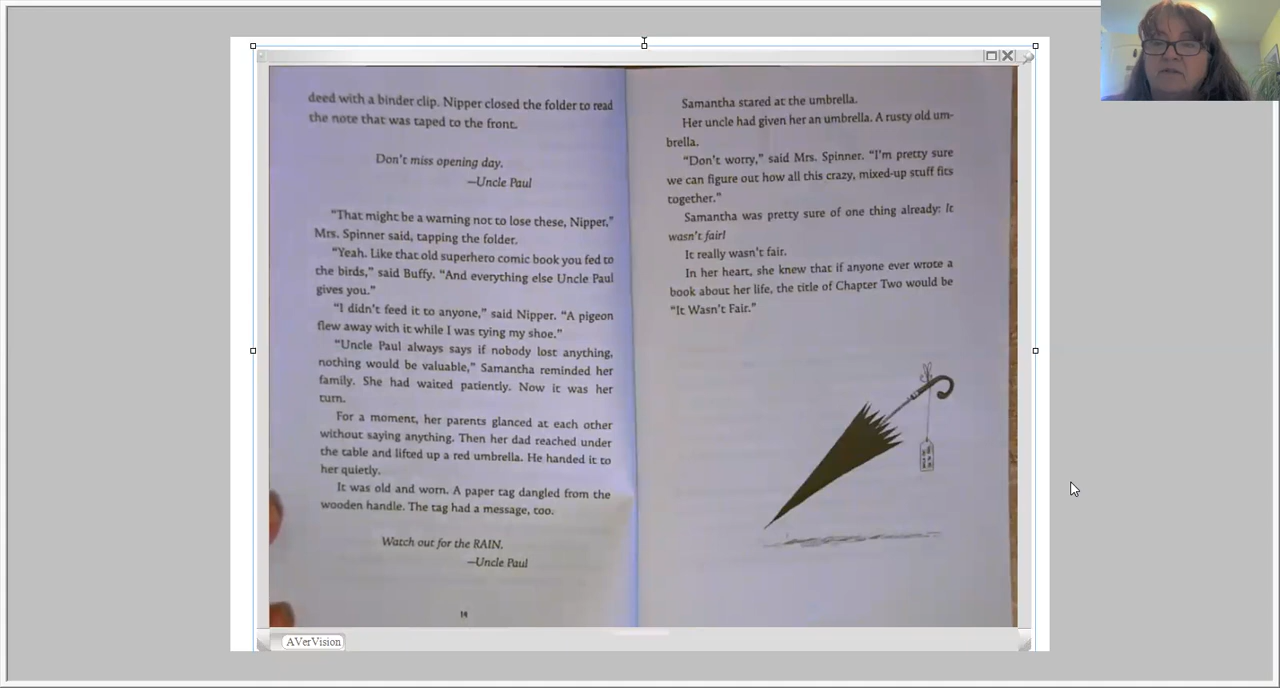 deed with a binder clip. Nipper closed the folder to read
the note that was taped to the front.
Don't miss opening day.
—Uncle Paul
"That might be a warning not to lose these, Nipper,"
Mrs. Spinner said, tapping the folder.
"Yeah. Like that old superhero comic book you fed to
the birds," said Buffy. "And everything else Uncle Paul
gives you."
"I didn't feed it to anyone," said Nipper. "A pigeon
flew away with it while I was tying my shoe."
"Uncle Paul always says if nobody lost anything,
nothing would be valuable," Samantha reminded her
family. She had waited patiently. Now it was her
turn.
For a moment, her parents glanced at each other
without saying anything. Then her dad reached under
the table and lifted up a red umbrella. He handed it to
her quietly.
It was old and worn. A paper tag dangled from the
wooden handle. The tag had a message, too.
Watch out for the RAIN.
—Uncle Paul
14
Samantha stared at the umbrella.
Her uncle had given her an umbrella. A rusty old um-
brella.
"Don't worry," said Mrs. Spinner. "I'm pretty sure
we can figure out how all this crazy, mixed-up stuff fits
together."
Samantha was pretty sure of one thing already: It
wasn't fair!
It really wasn't fair.
In her heart, she knew that if anyone ever wrote a
book about her life, the title of Chapter Two would be
"It Wasn't Fair."
AVerVision